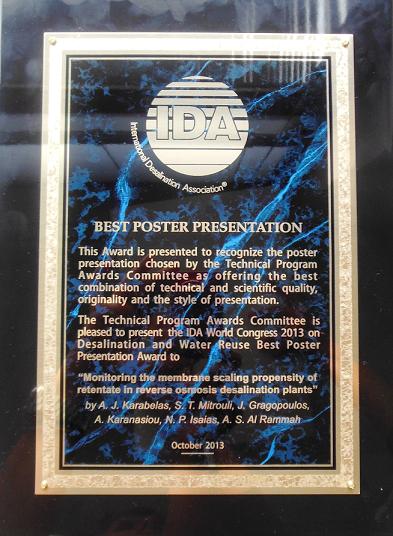 IDA
International Desalination Association®
BEST POSTER PRESENTATION
This Award is presented to recognize the poster
presentation chosen by the Technical Program
Awards Committee as offering the best
combination of technical and scientific quality,
originality and the style of presentation.
The Technical Program Awards Committee is
pleased to present the IDA World Congress 2013 on
Desalination and Water Reuse Best Poster
Presentation Award to
"Monitoring the membrane scaling propensity of
retentate in reverse osmosis desalination plants"
by A. J. Karabelas, S. T. Mitrouli, J. Gragopoulos,
A. Karanasiou, N. P. Isaias, A. S. Al Rammah
October 2013